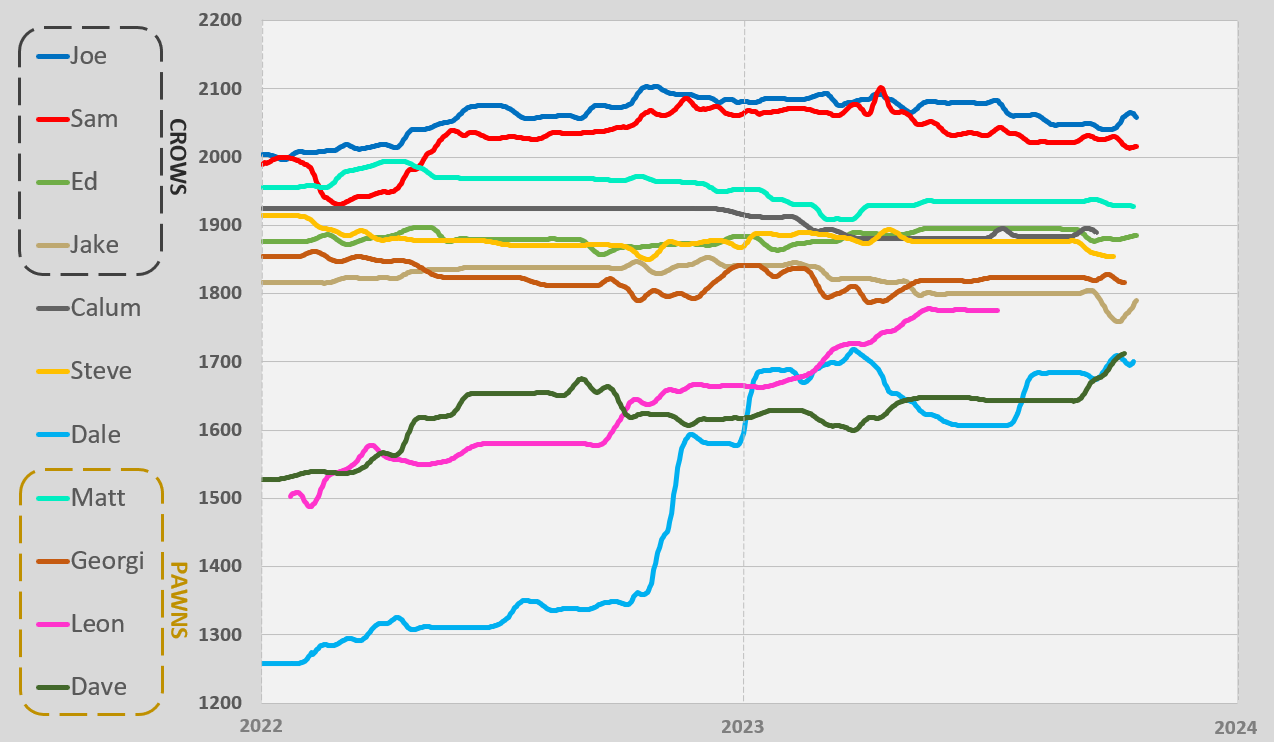 2200
2100
2000
1900
1800
1700
1600
1500
1400
1300
1200
2022
2023
2024
Joe
Sam
Ed
Jake
Calum
Steve
Dale
Matt
Georgi
Leon
Dave
CROWS
PAWNS